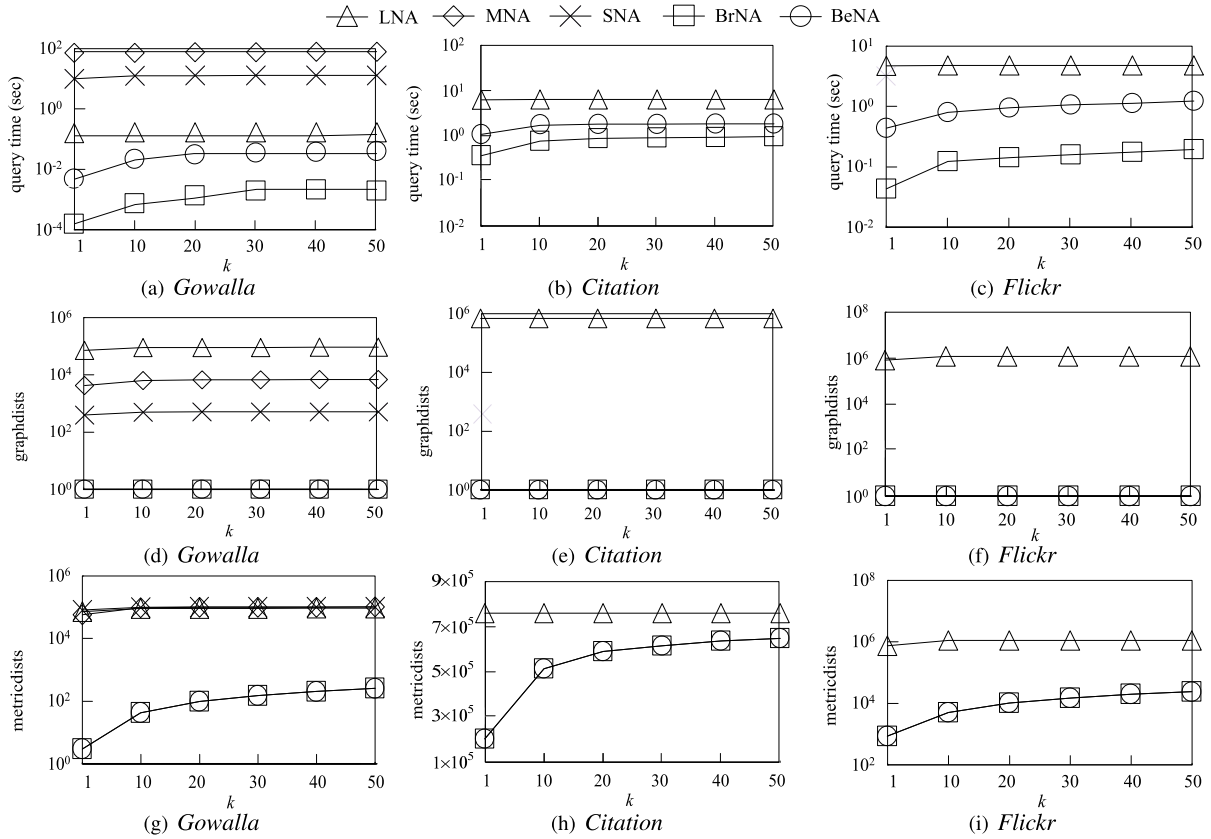 LNA MNA SNA BrNA BeNA
query time (sec)
10^2
10^0
10^-2
10^-4
1 10 20 30 40 50
k
(a) Gowalla
query time (sec)
10^2
10^1
10^0
10^-1
10^-2
1 10 20 30 40 50
k
(b) Citation
query time (sec)
10^1
10^0
10^-1
10^-2
1 10 20 30 40 50
k
(c) Flickr
graphdists
10^6
10^4
10^2
10^0
1 10 20 30 40 50
k
(d) Gowalla
graphdists
10^6
10^4
10^2
10^0
1 10 20 30 40 50
k
(e) Citation
graphdists
10^8
10^6
10^4
10^2
10^0
1 10 20 30 40 50
k
(f) Flickr
metricdists
10^6
10^4
10^2
10^0
1 10 20 30 40 50
k
(g) Gowalla
metricdists
9×10^5
7×10^5
5×10^5
3×10^5
1×10^5
1 10 20 30 40 50
k
(h) Citation
metricdists
10^8
10^6
10^4
10^2
1 10 20 30 40 50
k
(i) Flickr